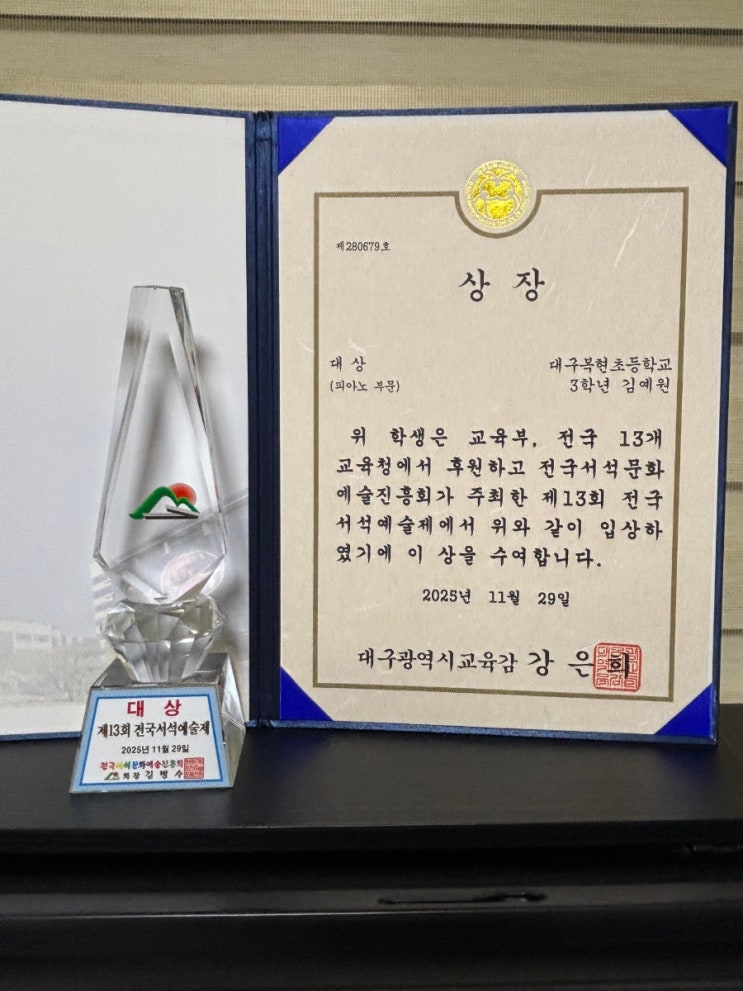 제280679호
상 장
대 상
(피아노 부문)
대구복현초등학교
3학년 김예원
위 학생은 교육부, 전국 13개
교육청에서 후원하고 전국서석문화
예술진흥회가 주최한 제13회 전국
서석예술제에서 위와 같이 입상하
였기에 이 상을 수여합니다.
2025년 11월 29일
대구광역시교육감 강은희
대 상
제13회 전국서석예술제
2025년 11월 29일
전국서석문화예술진흥회
회장 김병수